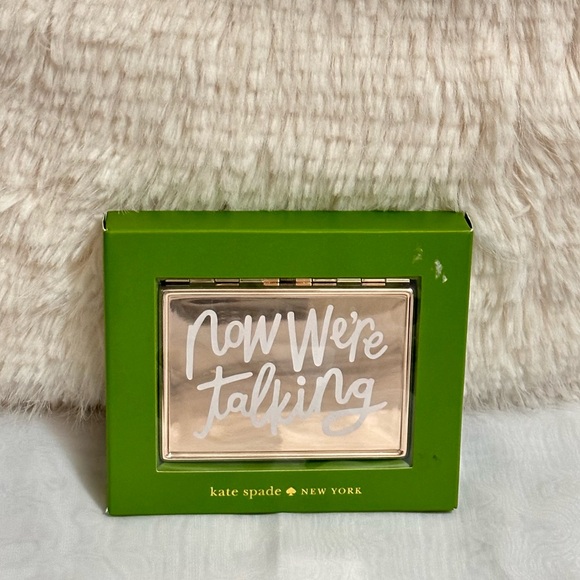 now We're
talking
kate spade ♠ NEW YORK